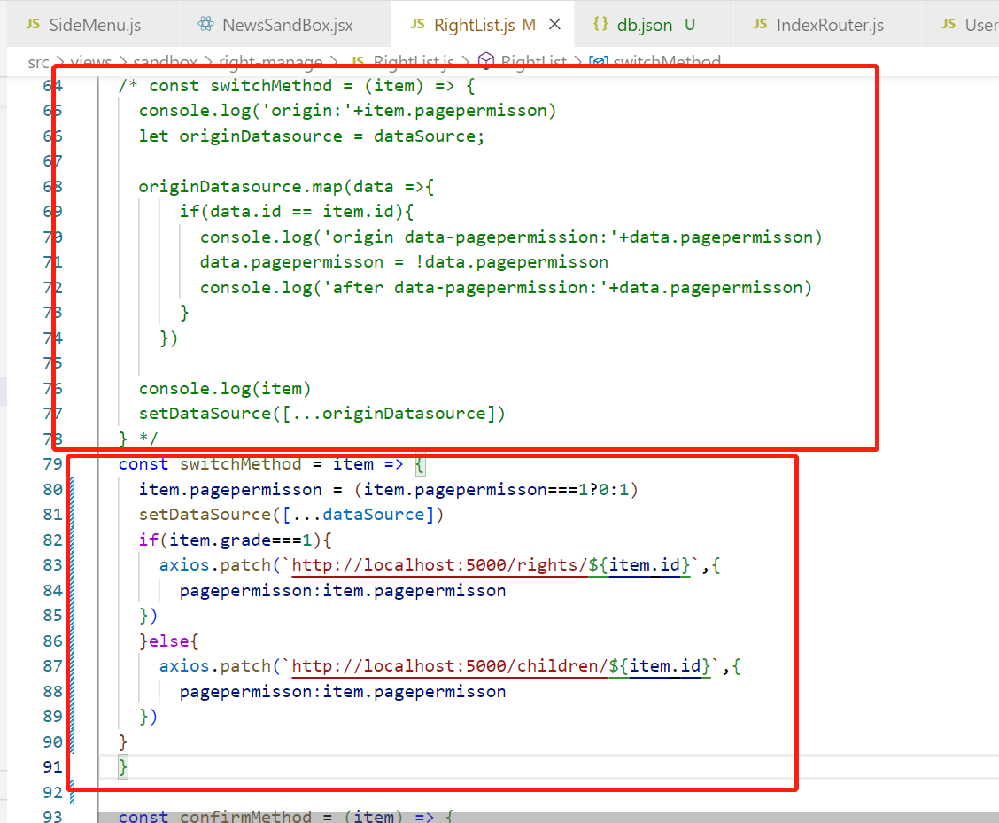 SideMenu.js NewsSandBox.jsx JS RightList.js M db.json U JS IndexRouter.js JS User
src > views > sandbox > right-manage > JS RightList.js > RightList > switchMethod
64 /* const switchMethod = (item) => {
65 console.log('origin:'+item.pagepermisson)
66 let originDatasource = dataSource;
67
68 originDatasource.map(data =>{
69 if(data.id == item.id){
70 console.log('origin data-pagepermission:'+data.pagepermisson)
71 data.pagepermisson = !data.pagepermisson
72 console.log('after data-pagepermission:'+data.pagepermisson)
73 }
74 })
75
76 console.log(item)
77 setDataSource([...originDatasource])
78 } */
79 const switchMethod = item => {
80 item.pagepermisson = (item.pagepermisson===1?0:1)
81 setDataSource([...dataSource])
82 if(item.grade===1){
83 axios.patch(`http://localhost:5000/rights/${item.id}`,{
84 pagepermisson:item.pagepermisson
85 })
86 }else{
87 axios.patch(`http://localhost:5000/children/${item.id}`,{
88 pagepermisson:item.pagepermisson
89 })
90 }
91 }
92
93 const confirmMethod = (item) => {